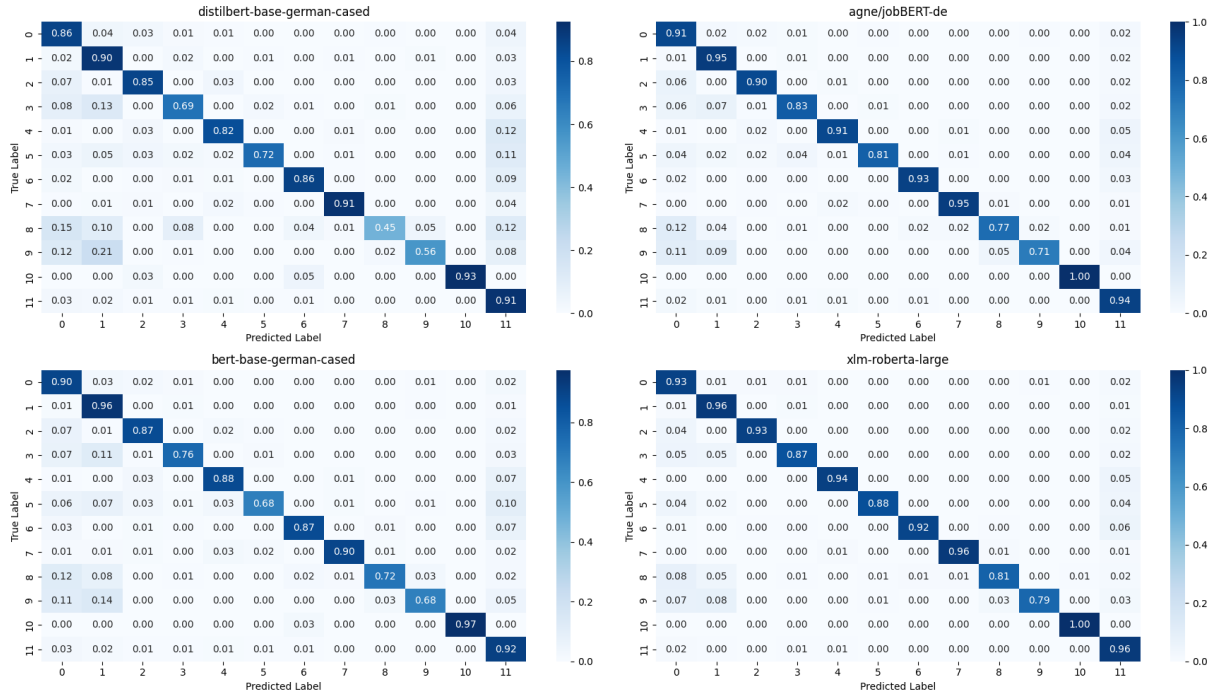 distilbert-base-german-cased
True Label
0 0.86 0.04 0.03 0.01 0.01 0.00 0.00 0.00 0.00 0.00 0.00 0.04
1 0.02 0.90 0.00 0.02 0.00 0.01 0.00 0.01 0.00 0.01 0.00 0.03
2 0.07 0.01 0.85 0.00 0.03 0.00 0.00 0.00 0.00 0.00 0.00 0.03
3 0.08 0.13 0.00 0.69 0.00 0.02 0.01 0.00 0.00 0.00 0.00 0.06
4 0.01 0.00 0.03 0.00 0.82 0.00 0.00 0.01 0.00 0.00 0.00 0.12
5 0.03 0.05 0.03 0.02 0.02 0.72 0.00 0.01 0.00 0.00 0.00 0.11
6 0.02 0.00 0.00 0.01 0.01 0.00 0.86 0.00 0.00 0.00 0.00 0.09
7 0.00 0.01 0.01 0.00 0.02 0.00 0.00 0.91 0.00 0.00 0.00 0.04
8 0.15 0.10 0.00 0.08 0.00 0.00 0.04 0.01 0.45 0.05 0.00 0.12
9 0.12 0.21 0.00 0.01 0.00 0.00 0.00 0.00 0.02 0.56 0.00 0.08
10 0.00 0.00 0.03 0.00 0.00 0.00 0.05 0.00 0.00 0.00 0.93 0.00
11 0.03 0.02 0.01 0.01 0.01 0.00 0.01 0.00 0.00 0.00 0.00 0.91
0 1 2 3 4 5 6 7 8 9 10 11
Predicted Label
0.8
0.6
0.4
0.2
0.0
agne/jobBERT-de
True Label
0 0.91 0.02 0.02 0.01 0.00 0.00 0.00 0.00 0.00 0.00 0.00 0.02
1 0.01 0.95 0.00 0.01 0.00 0.00 0.00 0.00 0.00 0.00 0.00 0.02
2 0.06 0.00 0.90 0.00 0.01 0.00 0.00 0.00 0.00 0.00 0.00 0.02
3 0.06 0.07 0.01 0.83 0.00 0.00 0.00 0.00 0.00 0.00 0.00 0.02
4 0.01 0.00 0.02 0.00 0.91 0.00 0.00 0.01 0.00 0.00 0.00 0.05
5 0.04 0.02 0.02 0.04 0.01 0.81 0.00 0.01 0.00 0.00 0.00 0.04
6 0.02 0.00 0.00 0.00 0.01 0.00 0.93 0.00 0.00 0.00 0.00 0.03
7 0.00 0.00 0.00 0.00 0.02 0.00 0.00 0.95 0.01 0.00 0.00 0.01
8 0.12 0.04 0.00 0.01 0.00 0.00 0.02 0.02 0.77 0.02 0.00 0.01
9 0.11 0.09 0.00 0.00 0.00 0.00 0.00 0.00 0.05 0.71 0.00 0.04
10 0.00 0.00 0.00 0.00 0.00 0.00 0.00 0.00 0.00 0.00 1.00 0.00
11 0.02 0.01 0.01 0.00 0.01 0.00 0.01 0.00 0.00 0.00 0.00 0.94
0 1 2 3 4 5 6 7 8 9 10 11
Predicted Label
1.0
0.8
0.6
0.4
0.2
0.0
bert-base-german-cased
True Label
0 0.90 0.03 0.02 0.01 0.00 0.00 0.00 0.00 0.00 0.01 0.00 0.02
1 0.01 0.96 0.00 0.01 0.00 0.00 0.00 0.00 0.00 0.00 0.00 0.01
2 0.07 0.01 0.87 0.00 0.02 0.00 0.00 0.00 0.00 0.00 0.00 0.02
3 0.07 0.11 0.01 0.76 0.00 0.00 0.01 0.00 0.00 0.00 0.00 0.03
4 0.01 0.00 0.03 0.00 0.88 0.00 0.00 0.01 0.00 0.00 0.00 0.07
5 0.06 0.07 0.03 0.01 0.03 0.68 0.00 0.01 0.00 0.01 0.00 0.10
6 0.03 0.00 0.01 0.00 0.00 0.00 0.87 0.00 0.01 0.00 0.00 0.07
7 0.01 0.01 0.00 0.00 0.03 0.02 0.00 0.90 0.01 0.00 0.00 0.02
8 0.12 0.08 0.00 0.01 0.00 0.00 0.02 0.01 0.72 0.03 0.00 0.02
9 0.11 0.14 0.00 0.00 0.00 0.00 0.00 0.00 0.03 0.68 0.00 0.05
10 0.00 0.00 0.00 0.00 0.00 0.00 0.03 0.00 0.00 0.00 0.97 0.00
11 0.03 0.02 0.01 0.01 0.01 0.00 0.01 0.00 0.00 0.00 0.00 0.92
0 1 2 3 4 5 6 7 8 9 10 11
Predicted Label
0.8
0.6
0.4
0.2
0.0
xlm-roberta-large
True Label
0 0.93 0.01 0.01 0.01 0.00 0.00 0.00 0.00 0.00 0.01 0.00 0.02
1 0.01 0.96 0.00 0.01 0.00 0.00 0.00 0.00 0.00 0.00 0.00 0.01
2 0.04 0.00 0.93 0.00 0.01 0.00 0.00 0.00 0.00 0.00 0.00 0.02
3 0.05 0.05 0.00 0.87 0.00 0.00 0.00 0.00 0.00 0.00 0.00 0.02
4 0.00 0.00 0.01 0.00 0.94 0.00 0.00 0.00 0.00 0.00 0.00 0.05
5 0.04 0.02 0.00 0.01 0.00 0.88 0.00 0.01 0.00 0.00 0.00 0.04
6 0.01 0.00 0.00 0.00 0.00 0.00 0.92 0.00 0.00 0.00 0.00 0.06
7 0.00 0.00 0.00 0.01 0.01 0.00 0.00 0.96 0.01 0.00 0.00 0.01
8 0.08 0.05 0.00 0.01 0.00 0.01 0.01 0.01 0.81 0.01 0.00 0.02
9 0.07 0.08 0.00 0.00 0.00 0.00 0.00 0.00 0.03 0.79 0.00 0.03
10 0.00 0.00 0.00 0.00 0.00 0.00 0.00 0.00 0.00 0.00 1.00 0.00
11 0.02 0.00 0.01 0.00 0.01 0.00 0.00 0.00 0.00 0.00 0.00 0.96
0 1 2 3 4 5 6 7 8 9 10 11
Predicted Label
1.0
0.8
0.6
0.4
0.2
0.0